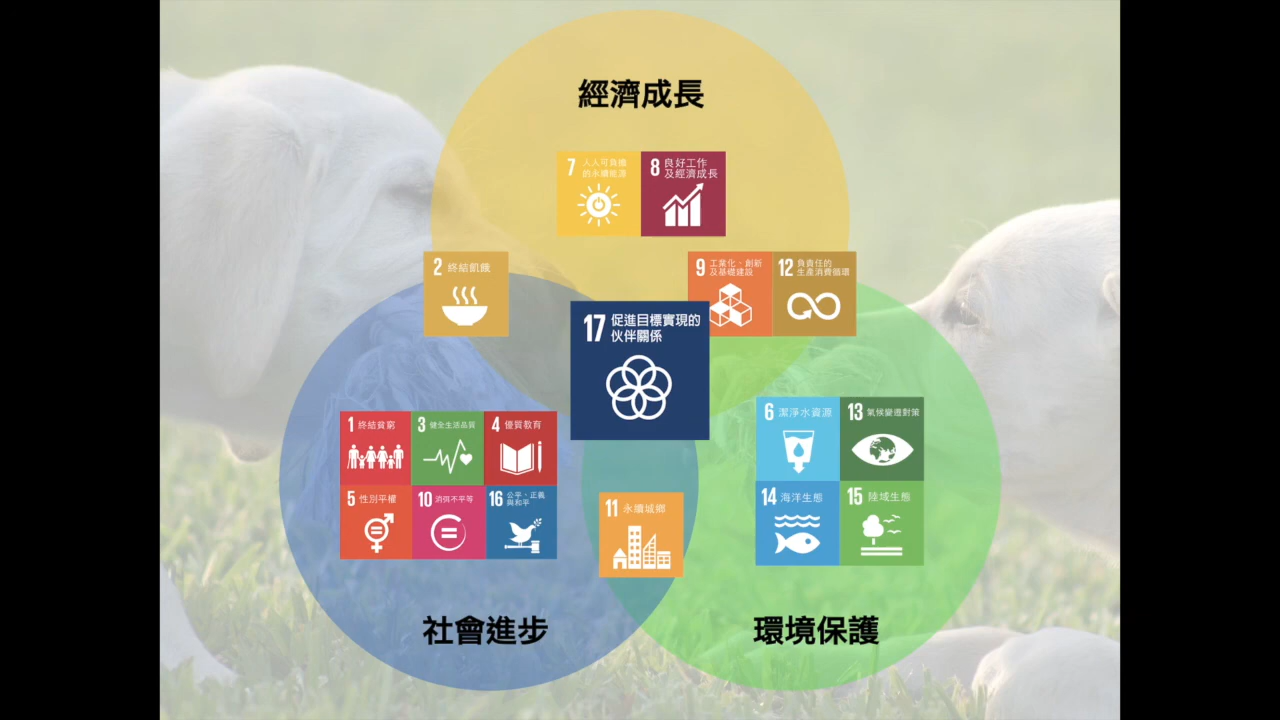 經濟成長
7 人人可負擔
的永續能源
8 良好工作
及經濟成長
2 終結飢餓
9 工業化、創新
及基礎建設
12 負責任的
生產消費循環
17 促進目標實現的
伙伴關係
1 終結貧窮
3 健全生活品質
4 優質教育
5 性別平權
10 消弭不平等
16 公平、正義
與和平
11 永續城鄉
6 潔淨水資源
13 氣候變遷對策
14 海洋生態
15 陸域生態
社會進步
環境保護